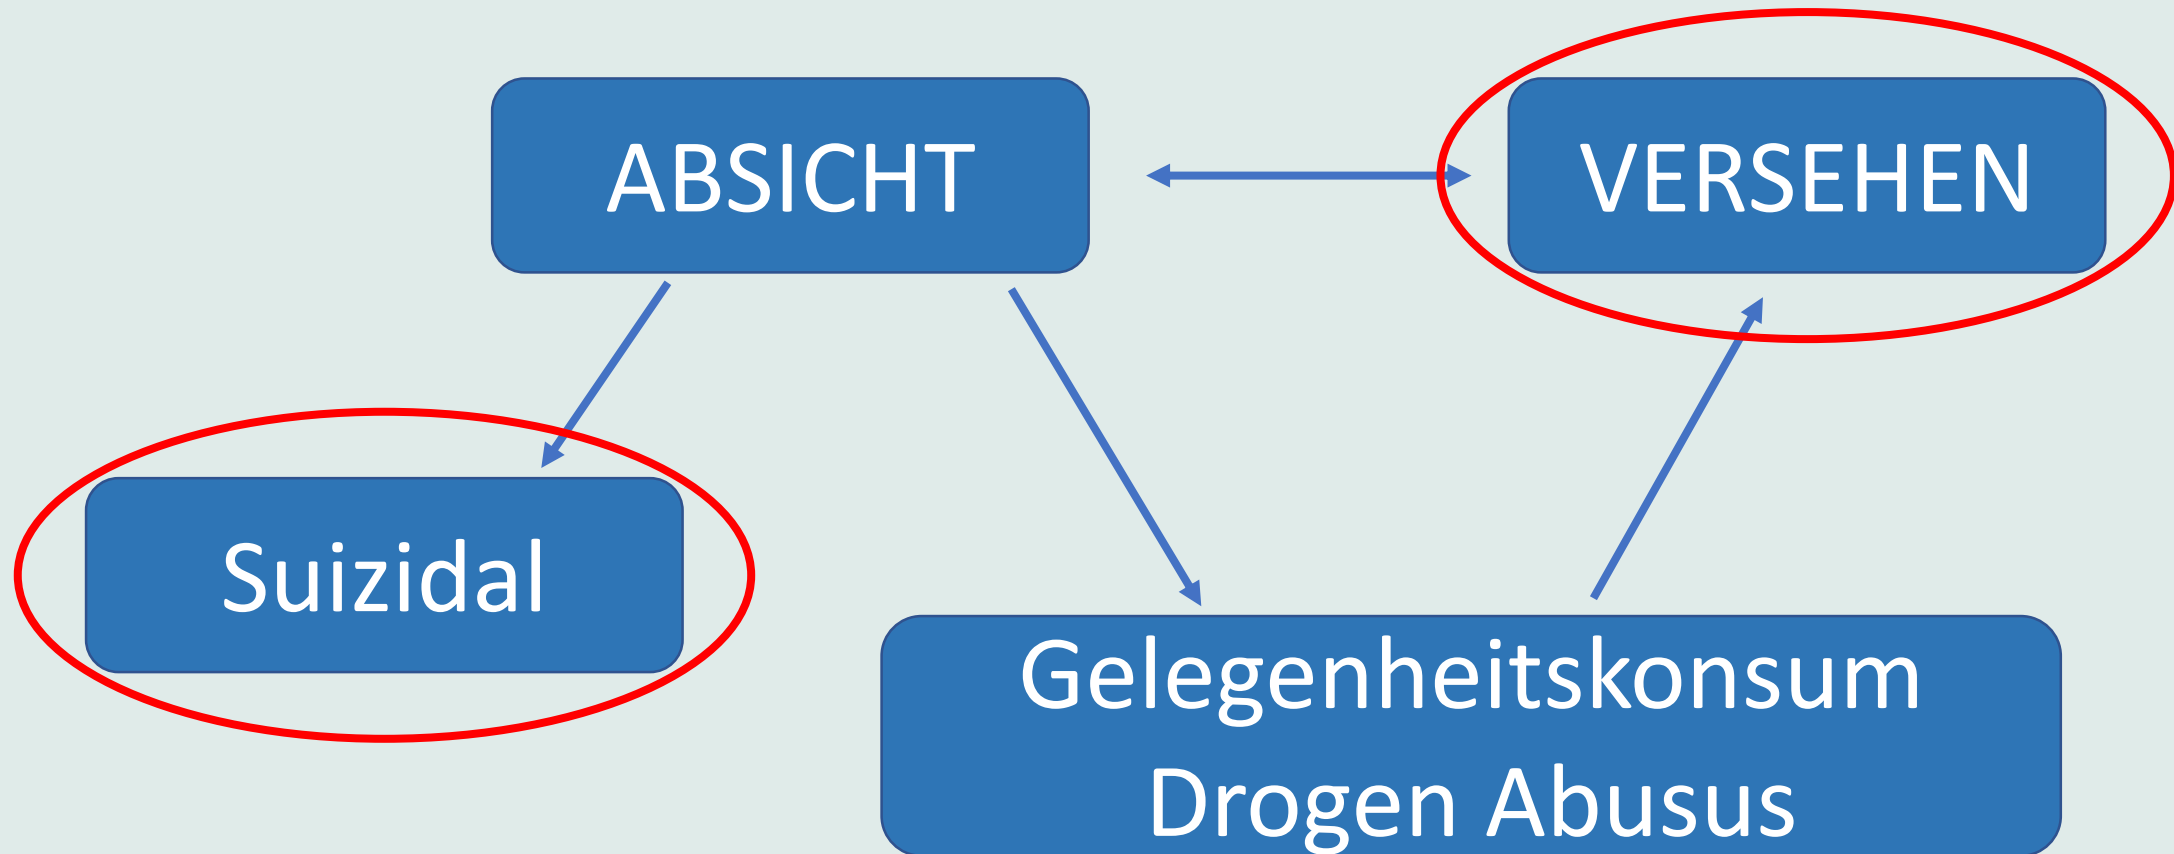 ABSICHT
VERSEHEN
Suizidal
Gelegenheitskonsum
Drogen Abusus